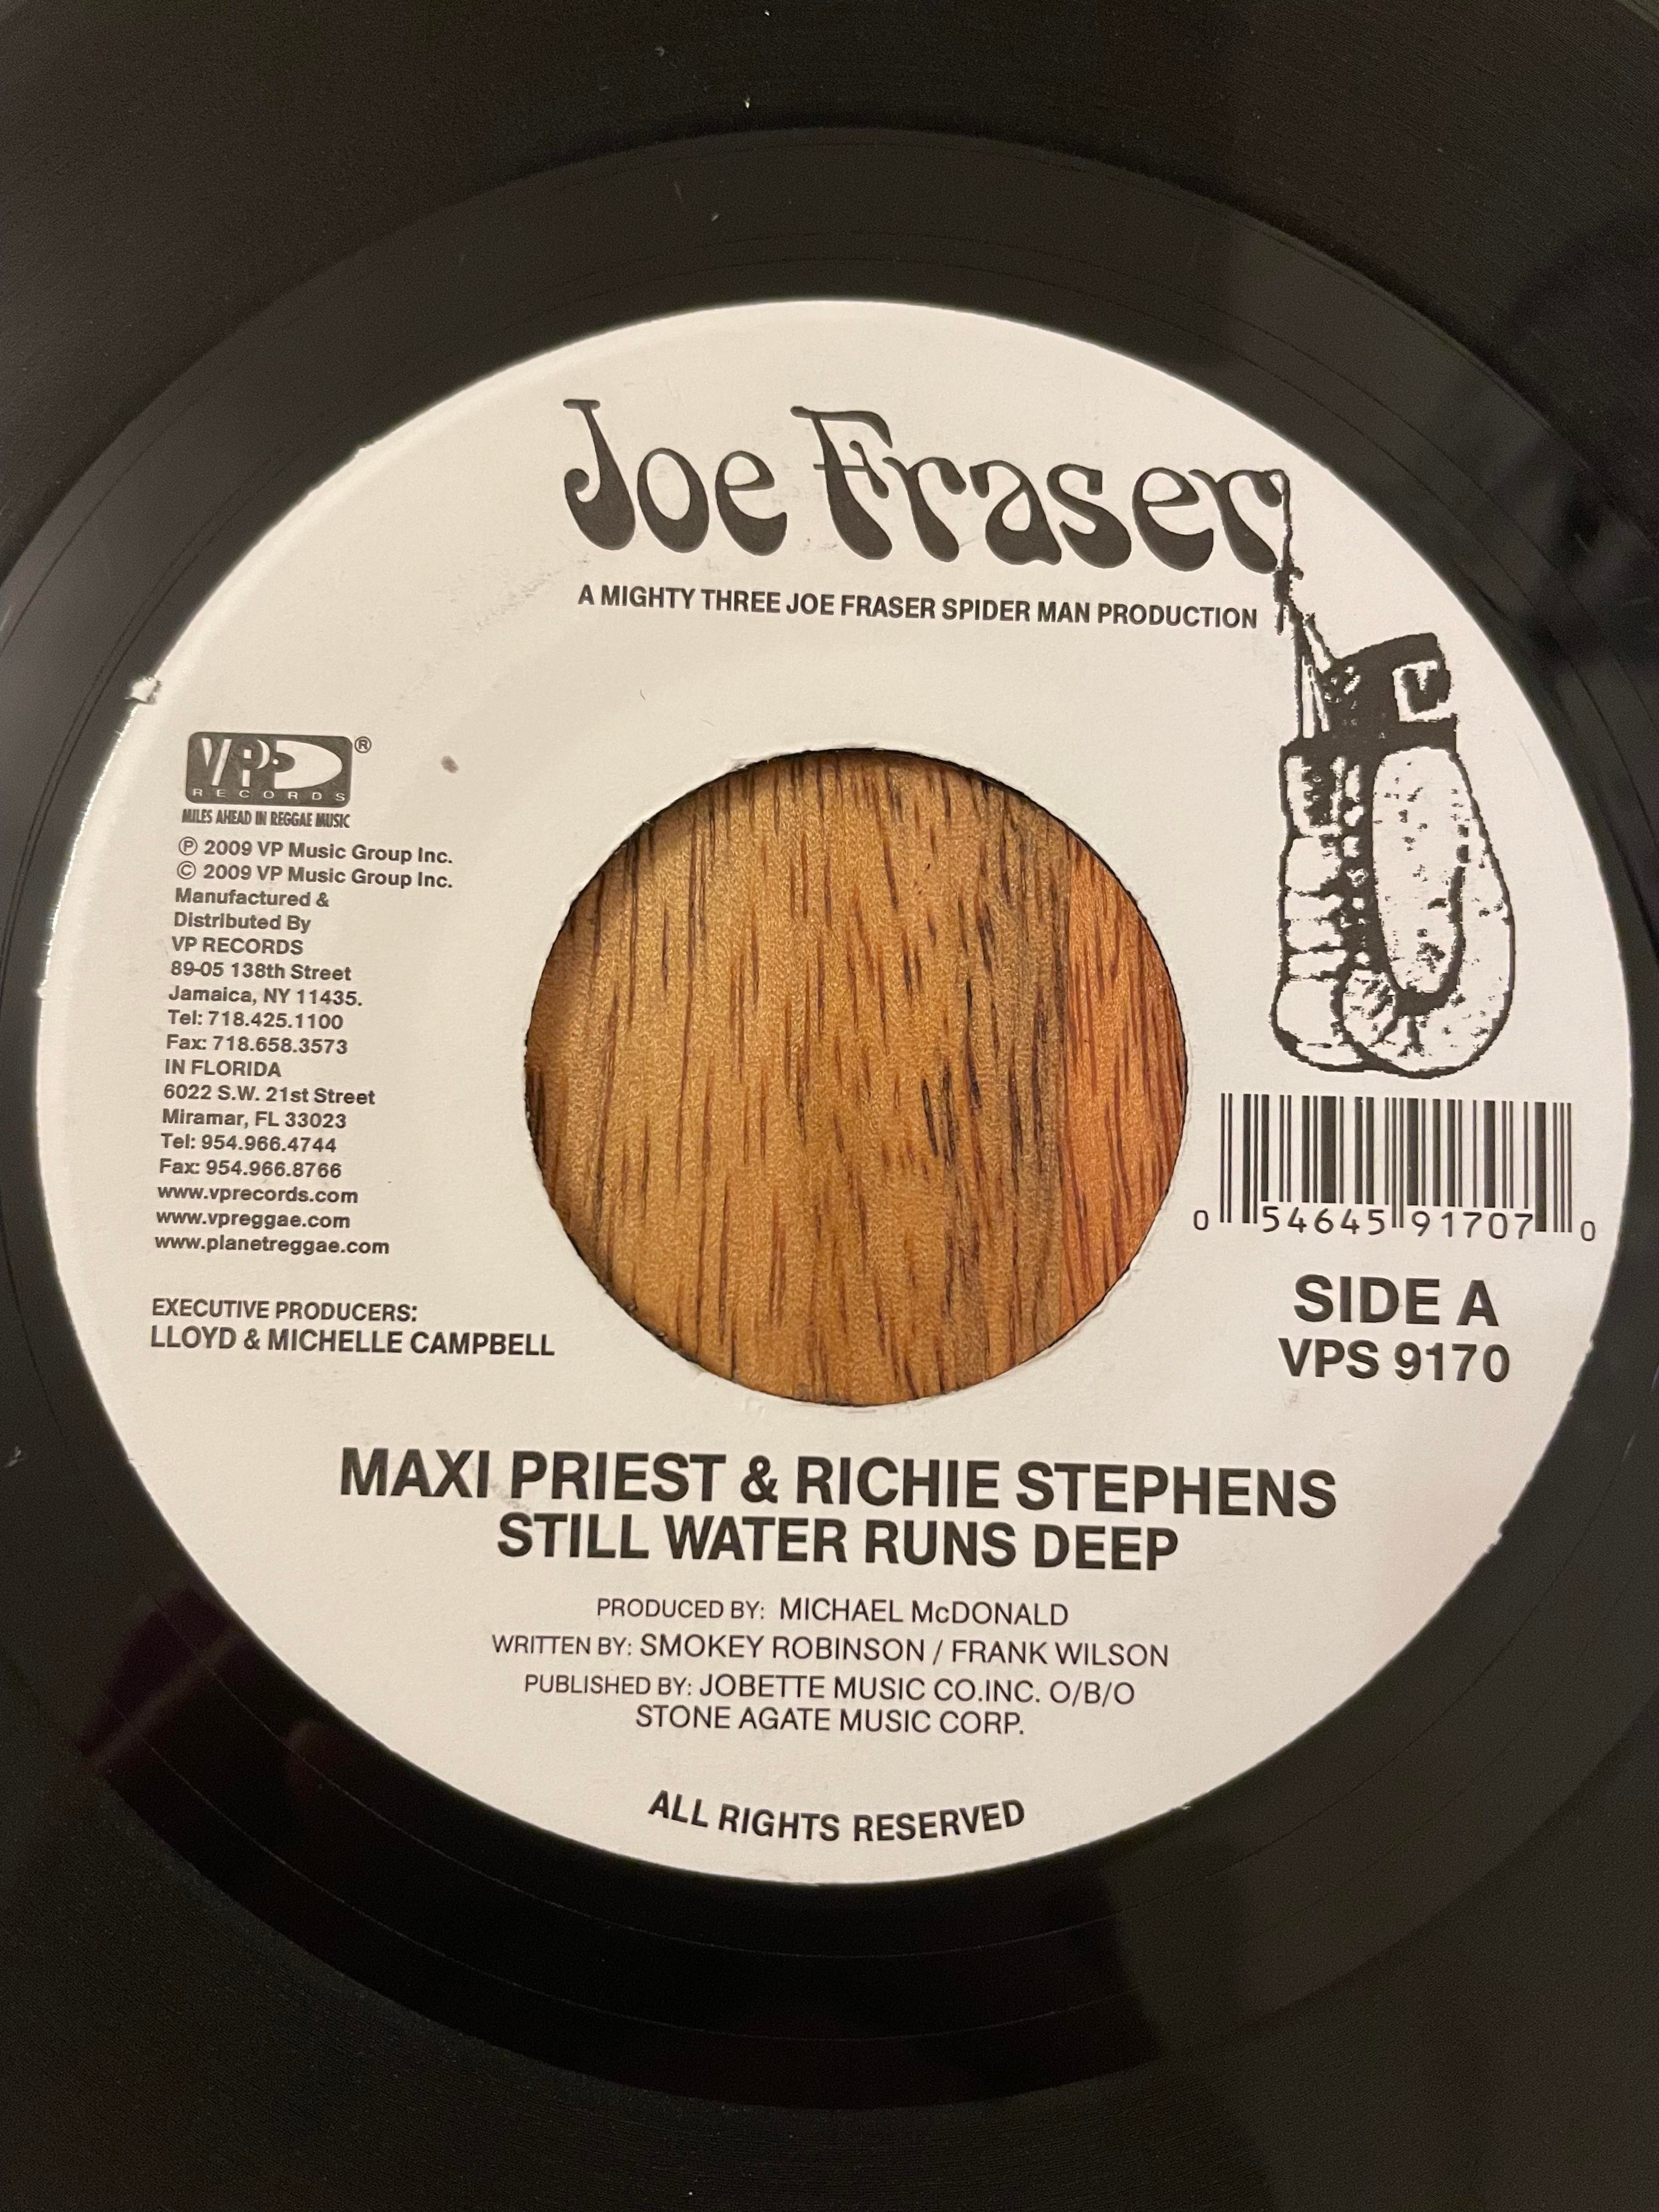 Joe Fraser
A MIGHTY THREE JOE FRASER SPIDER MAN PRODUCTION
VP
RECORDS
®
MILES AHEAD IN REGGAE MUSIC
℗ 2009 VP Music Group Inc.
© 2009 VP Music Group Inc.
Manufactured &
Distributed By
VP RECORDS
89-05 138th Street
Jamaica, NY 11435.
Tel: 718.425.1100
Fax: 718.658.3573
IN FLORIDA
6022 S.W. 21st Street
Miramar, FL 33023
Tel: 954.966.4744
Fax: 954.966.8766
www.vprecords.com
www.vpreggae.com
www.planetreggae.com
EXECUTIVE PRODUCERS:
LLOYD & MICHELLE CAMPBELL
0 54645 91707 0
SIDE A
VPS 9170
MAXI PRIEST & RICHIE STEPHENS
STILL WATER RUNS DEEP
PRODUCED BY: MICHAEL McDONALD
WRITTEN BY: SMOKEY ROBINSON / FRANK WILSON
PUBLISHED BY: JOBETTE MUSIC CO.INC. O/B/O
STONE AGATE MUSIC CORP.
ALL RIGHTS RESERVED